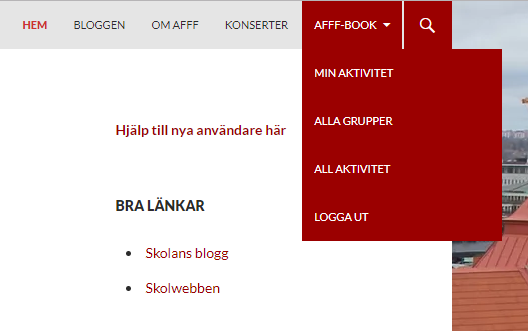 HEM BLOGGEN OM AFFF KONSERTER AFFF-BOOK
MIN AKTIVITET
ALLA GRUPPER
ALL AKTIVITET
LOGGA UT
Hjälp till nya användare här
BRA LÄNKAR
Skolans blogg
Skolwebben